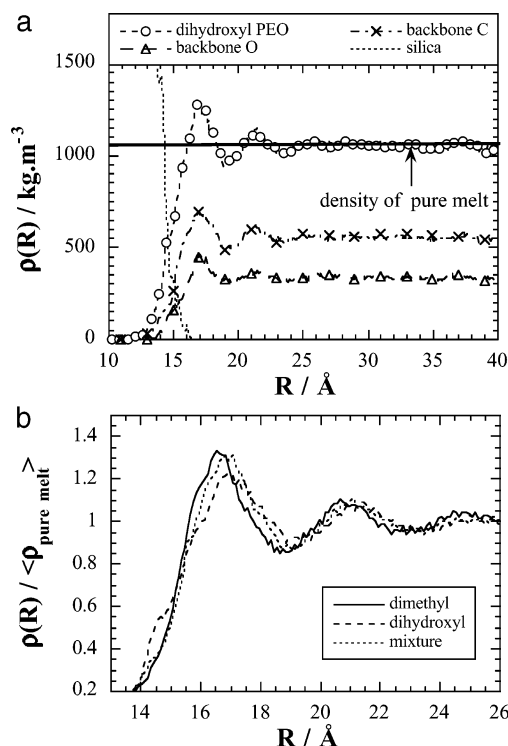 a
dihydroxyl PEO
backbone C
backbone O
silica
1500
1000
500
0
ρ(R) / kg.m⁻³
density of pure melt
10 15 20 25 30 35 40
R / Å
b
1.4
1.2
1
0.8
0.6
0.4
0.2
ρ(R) / <ρpure melt>
dimethyl
dihydroxyl
mixture
14 16 18 20 22 24 26
R / Å